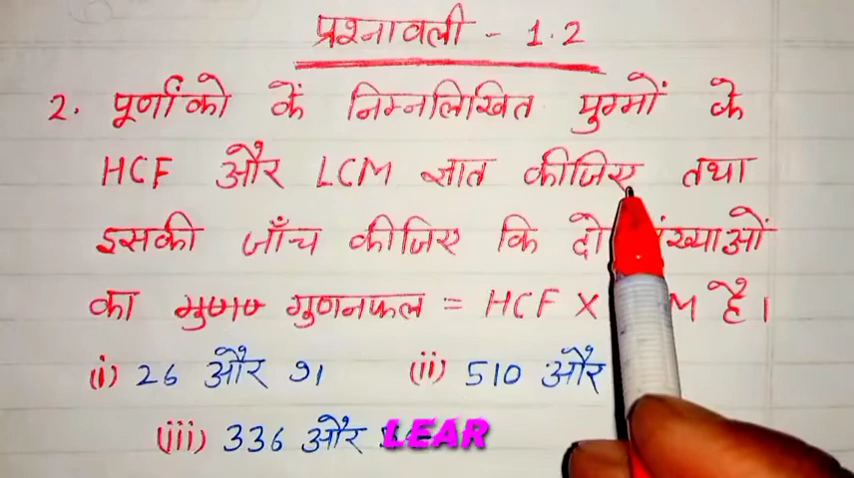 प्रश्नावली - 1.2
2. पूर्णांको कें निम्नलिखित युग्मों के
HCF और LCM ज्ञात कीजिए तथा
इसकी जाँच कीजिए कि दो
का गुणनफल = HCF X है।
(i) 26 और 91 (ii) 510 और
(iii) 336 और
LEAR